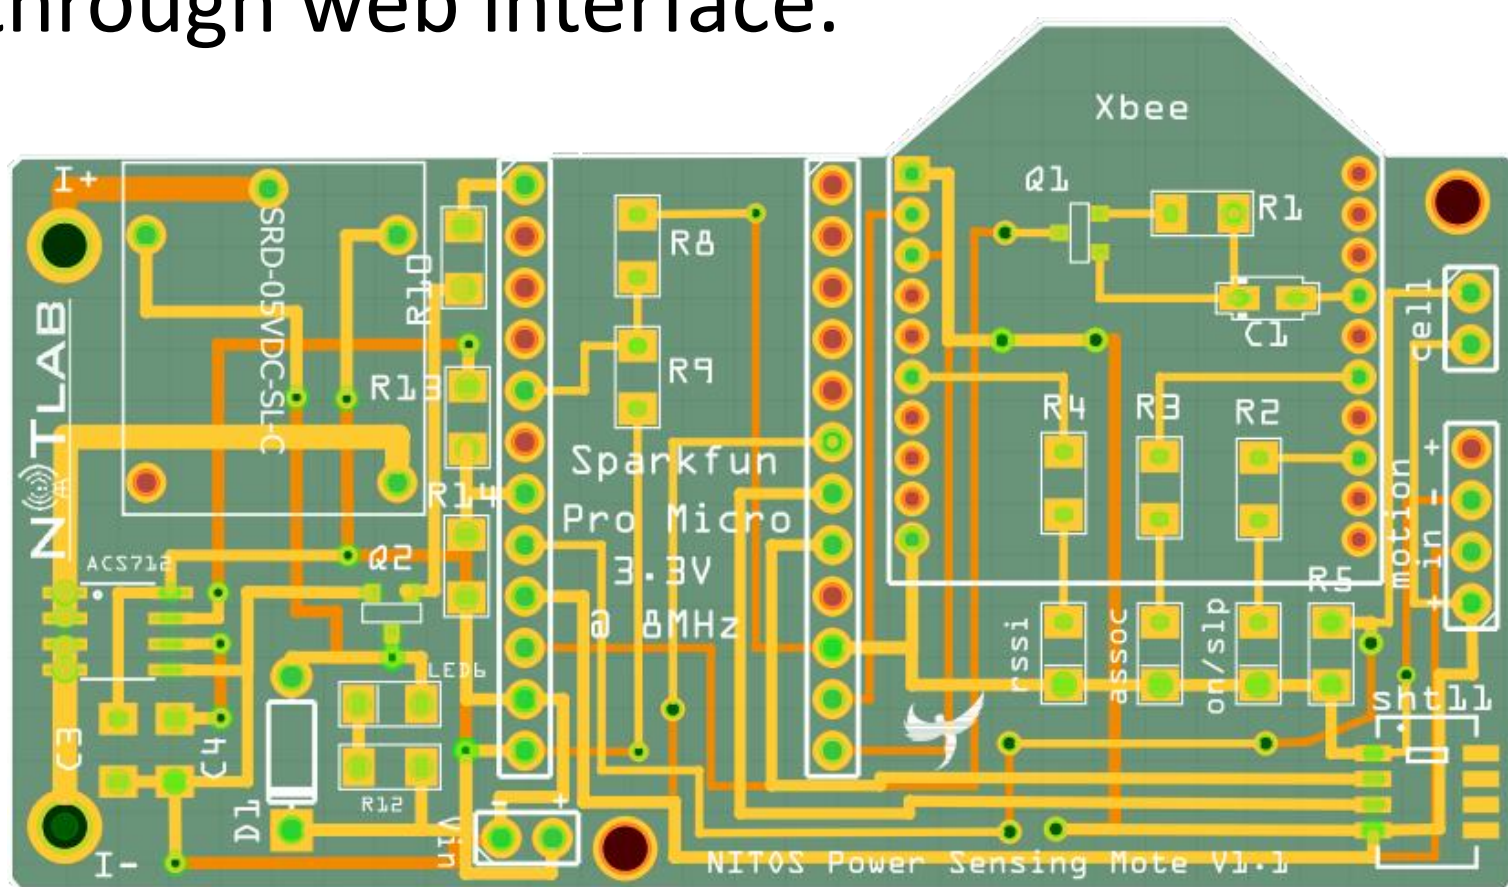 through web interface.
Xbee
I+
Q1
R1
SRD-05VDC-SL-C
R10
R8
C1
cell
R13
R9
R4
R3
R2
NITLAB
Sparkfun
Pro Micro
3.3V
@ 8MHz
R14
+
-
in
+
motion
ACS712
Q2
R5
rssi
assoc
on/slp
LED6
sht11
C3
C4
R12
D1
Vin
-
+
I-
NITOS Power Sensing Mote V1.1